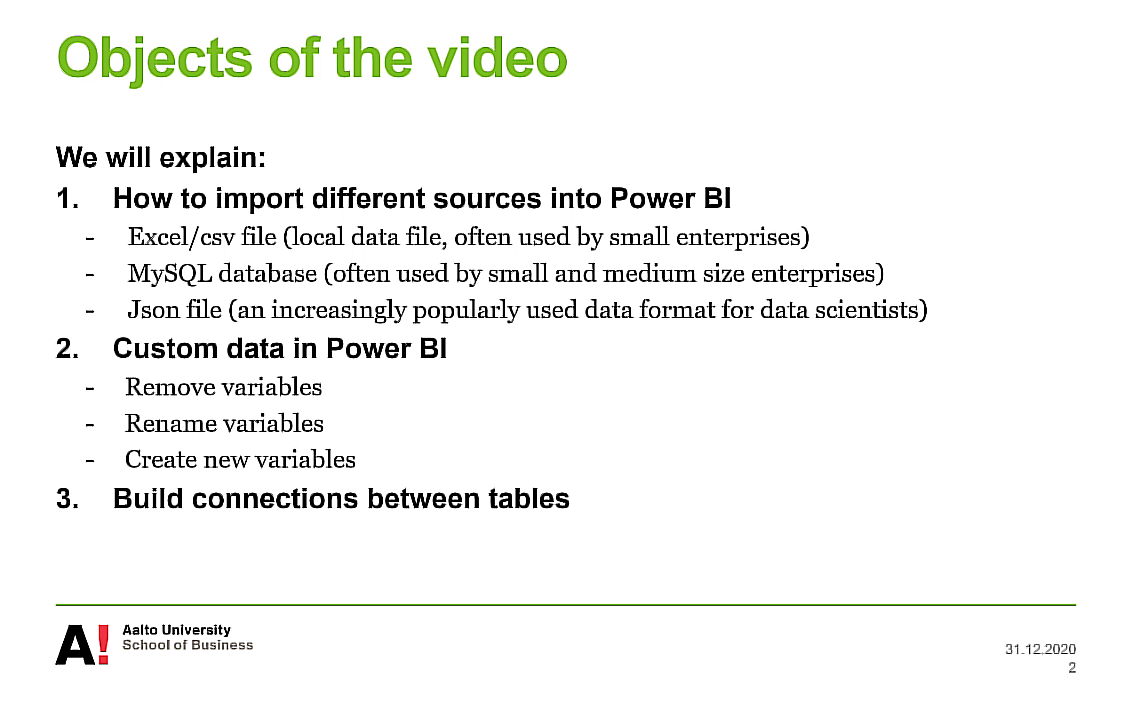 Objects of the video
We will explain:
1. How to import different sources into Power BI
- Excel/csv file (local data file, often used by small enterprises)
- MySQL database (often used by small and medium size enterprises)
- Json file (an increasingly popularly used data format for data scientists)
2. Custom data in Power BI
- Remove variables
- Rename variables
- Create new variables
3. Build connections between tables
A!
Aalto University
School of Business
31.12.2020
2